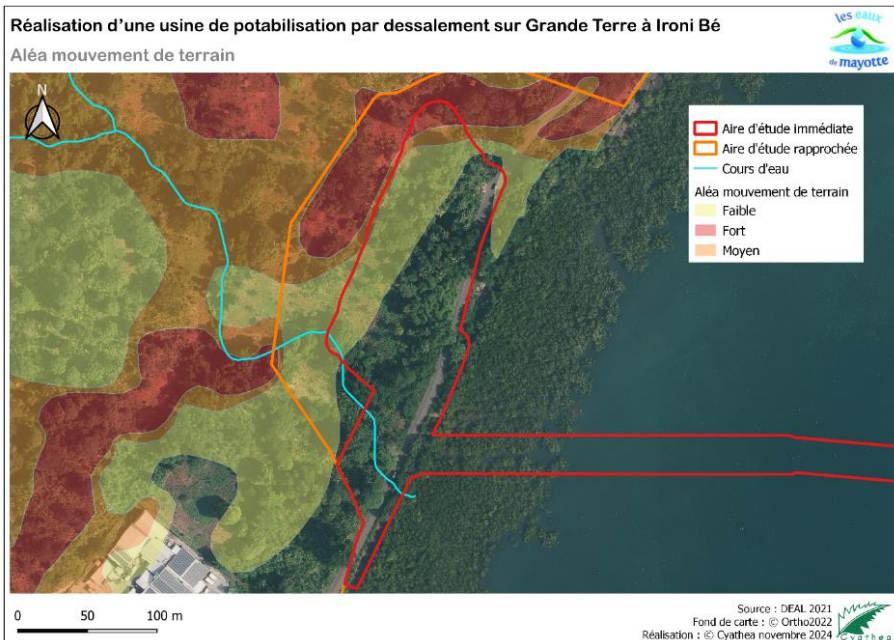 Réalisation d'une usine de potabilisation par dessalement sur Grande Terre à Ironi Bé
Aléa mouvement de terrain
les eaux
de mayotte
N
Aire d'étude immédiate
Aire d'étude rapprochée
Cours d'eau
Aléa mouvement de terrain
Faible
Fort
Moyen
0 50 100 m
Source : DEAL 2021
Fond de carte : © Ortho2022
Réalisation : © Cyathea novembre 2024
Cyathea